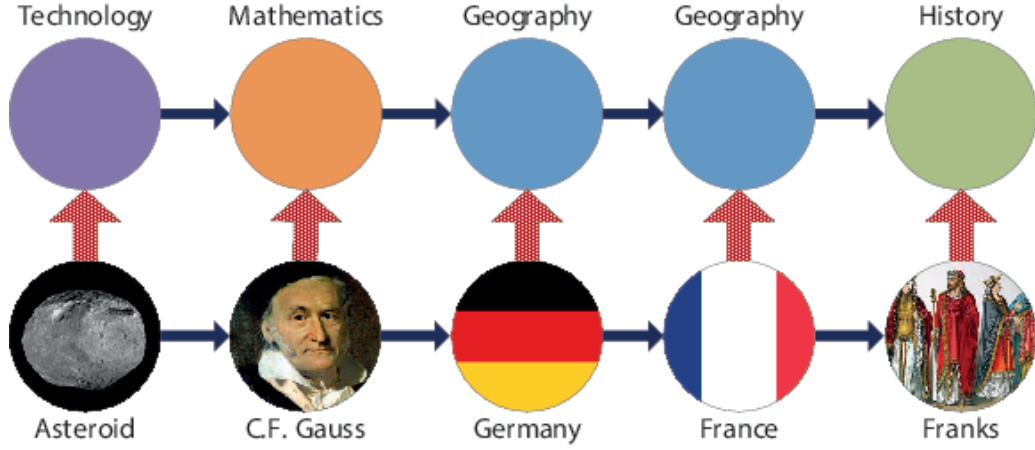 Technology
Mathematics
Geography
Geography
History
Asteroid
C.F. Gauss
Germany
France
Franks